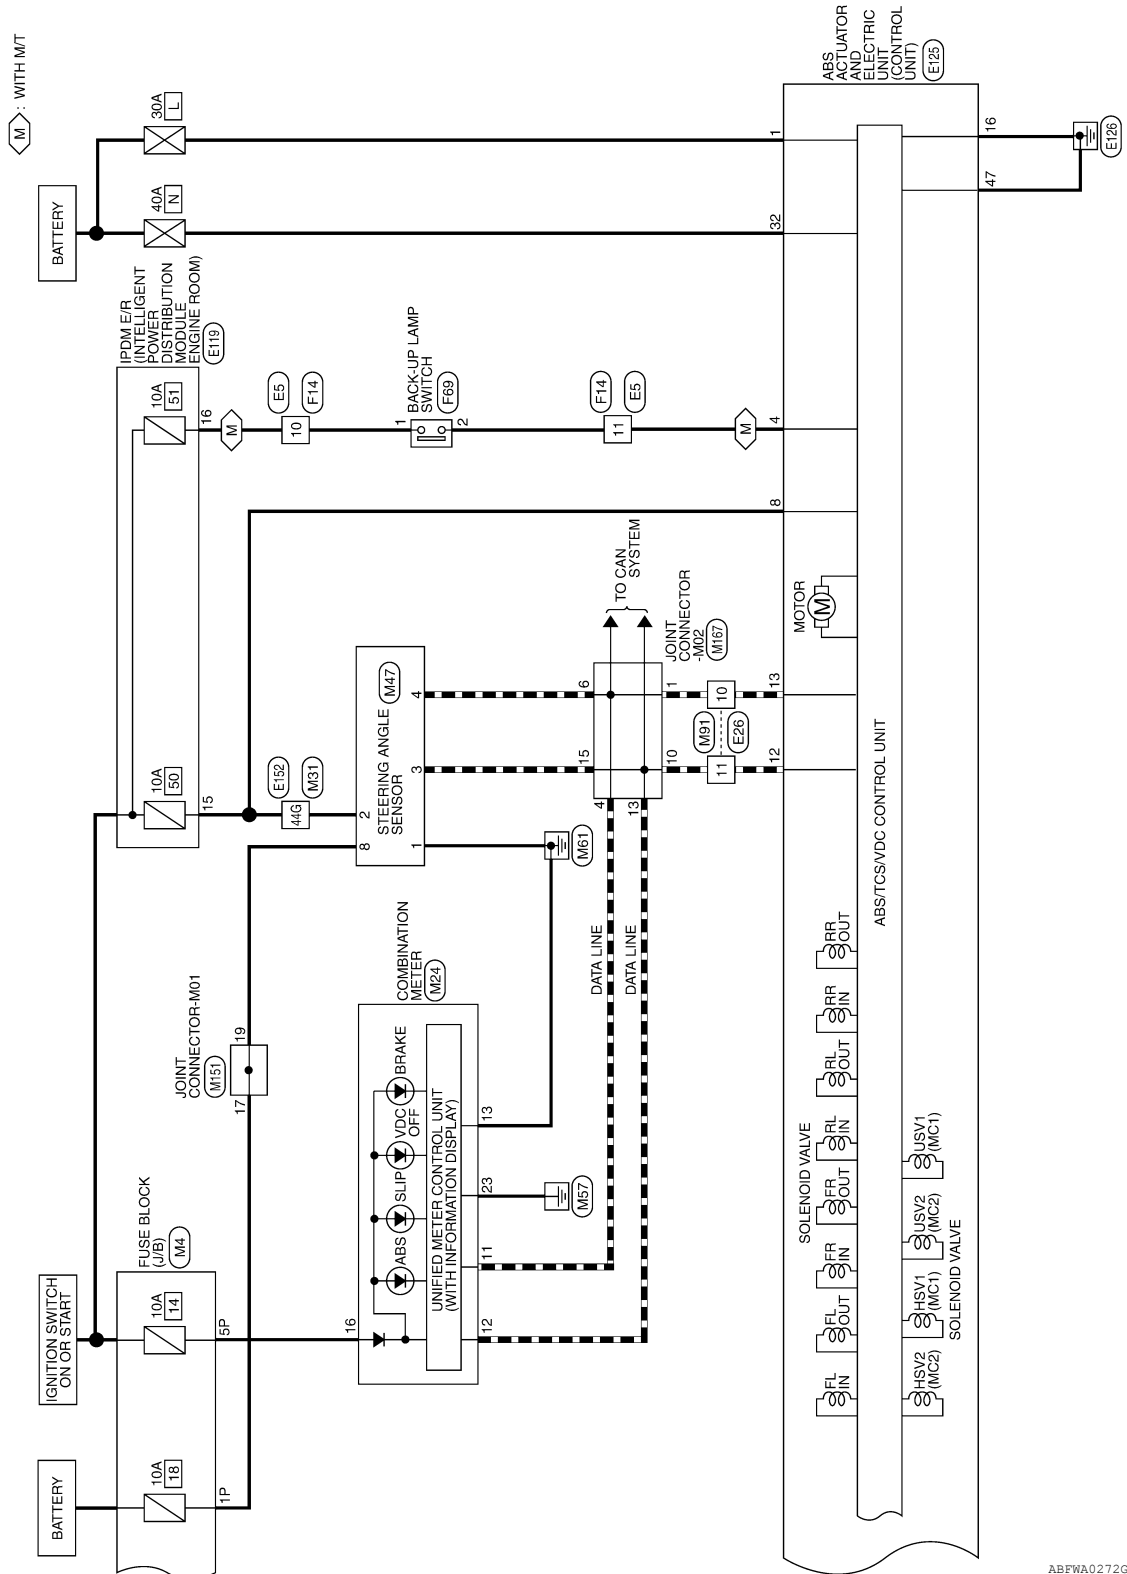 BATTERY
IGNITION SWITCH
ON OR START
BATTERY
M : WITH M/T
10A
18
1P
10A
14
5P
FUSE BLOCK
(J/B)
M4
10A
50
15
10A
51
16
IPDM E/R
(INTELLIGENT
POWER
DISTRIBUTION
MODULE
ENGINE ROOM)
E119
40A
N
30A
L
17
19
JOINT
CONNECTOR-M01
M151
44G
E152
M31
M
10
E5
F14
1
2
BACK-UP LAMP
SWITCH
F69
11
F14
E5
M
16
ABS
SLIP
VDC
OFF
BRAKE
UNIFIED METER CONTROL UNIT
(WITH INFORMATION DISPLAY)
COMBINATION
METER
M24
12
11
23
13
M57
M61
8
2
STEERING ANGLE
SENSOR
M47
1
3
4
DATA LINE
DATA LINE
4
13
15
6
10
1
TO CAN
SYSTEM
JOINT
CONNECTOR
-M02
M167
11
10
M91
E26
12
13
8
4
32
1
ABS
ACTUATOR
AND
ELECTRIC
UNIT
(CONTROL
UNIT)
E125
SOLENOID VALVE
FL
IN
FL
OUT
FR
IN
FR
OUT
RL
IN
RL
OUT
RR
IN
RR
OUT
MOTOR
M
ABS/TCS/VDC CONTROL UNIT
HSV2
(MC2)
HSV1
(MC1)
USV2
(MC2)
USV1
(MC1)
SOLENOID VALVE
47
16
E126
ABFWA0272G